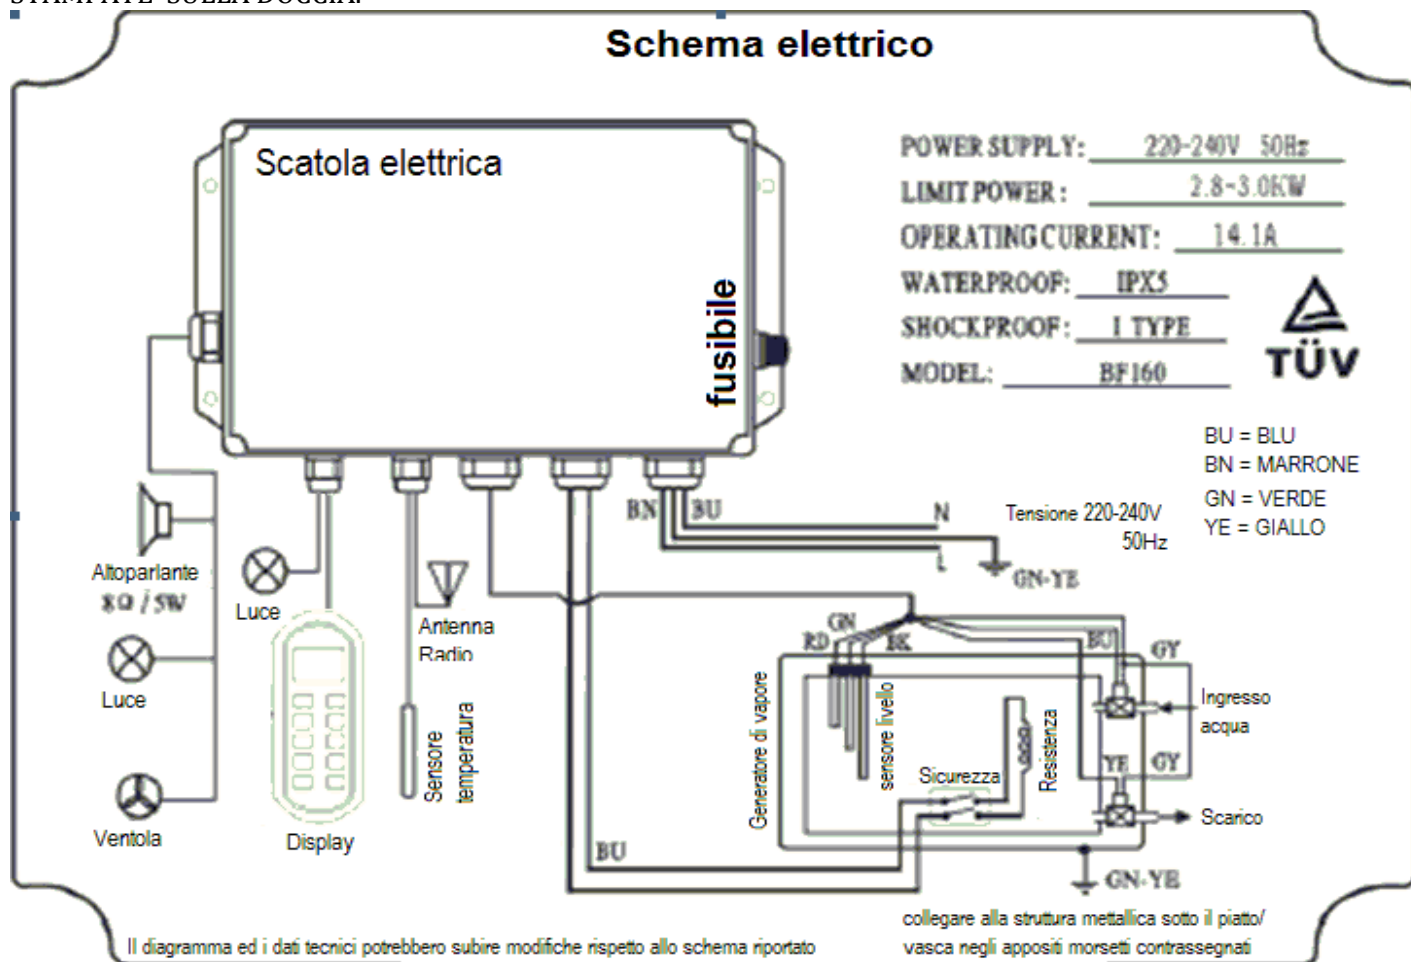 STAMPATE SULLA DOCCIA.
Schema elettrico
Scatola elettrica
fusibile
POWER SUPPLY: 220-240V 50Hz
LIMIT POWER: 2.8-3.0KW
OPERATING CURRENT: 14.1A
WATERPROOF: IPX5
SHOCKPROOF: I TYPE
MODEL: BF160
TÜV
BU = BLU
BN = MARRONE
GN = VERDE
YE = GIALLO
BN
BU
N
L
Tensione 220-240V
50Hz
GN-YE
Altoparlante
8Ω / 5W
Luce
Luce
Ventola
Display
Antenna
Radio
Sensore
temperatura
RD
GN
BK
BU
GY
Generatore di vapore
sensore livello
Sicurezza
Resistenza
Ingresso
acqua
YE
GY
Scarico
BU
GN-YE
collegare alla struttura metallica sotto il piatto/
vasca negli appositi morsetti contrassegnati
Il diagramma ed i dati tecnici potrebbero subire modifiche rispetto allo schema riportato